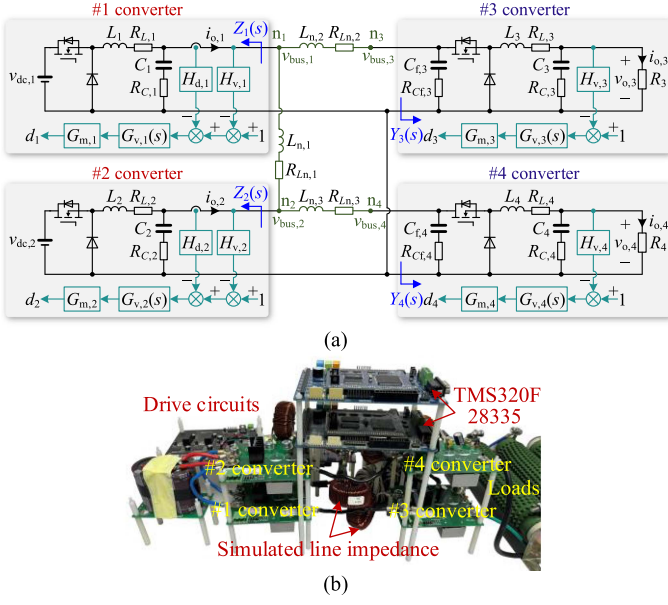 #1 converter
#3 converter
L1 RL,1 io,1 Z1(s) n1 Ln,2 RLn,2 n3 L3 RL,3 io,3
vbus,1 vbus,3
vdc,1 C1 Hd,1 Hv,1 Cf,3 C3 Hv,3 + vo,3 −
RC,1 RCf,3 RC,3 R3
− + − + 1 Y3(s) − + 1
d1 Gm,1 Gv,1(s) d3 Gm,3 Gv,3(s)
Ln,1
RLn,1
#2 converter
#4 converter
L2 RL,2 io,2 Z2(s) n2 Ln,3 RLn,3 n4 L4 RL,4 io,4
vbus,2 vbus,4
vdc,2 C2 Hd,2 Hv,2 Cf,4 C4 Hv,4 + vo,4 −
RC,2 RCf,4 RC,4 R4
− + − + 1 Y4(s) − + 1
d2 Gm,2 Gv,2(s) d4 Gm,4 Gv,4(s)
(a)
Drive circuits
TMS320F
28335
#2 converter
#4 converter
Loads
#1 converter
#3 converter
Simulated line impedance
(b)